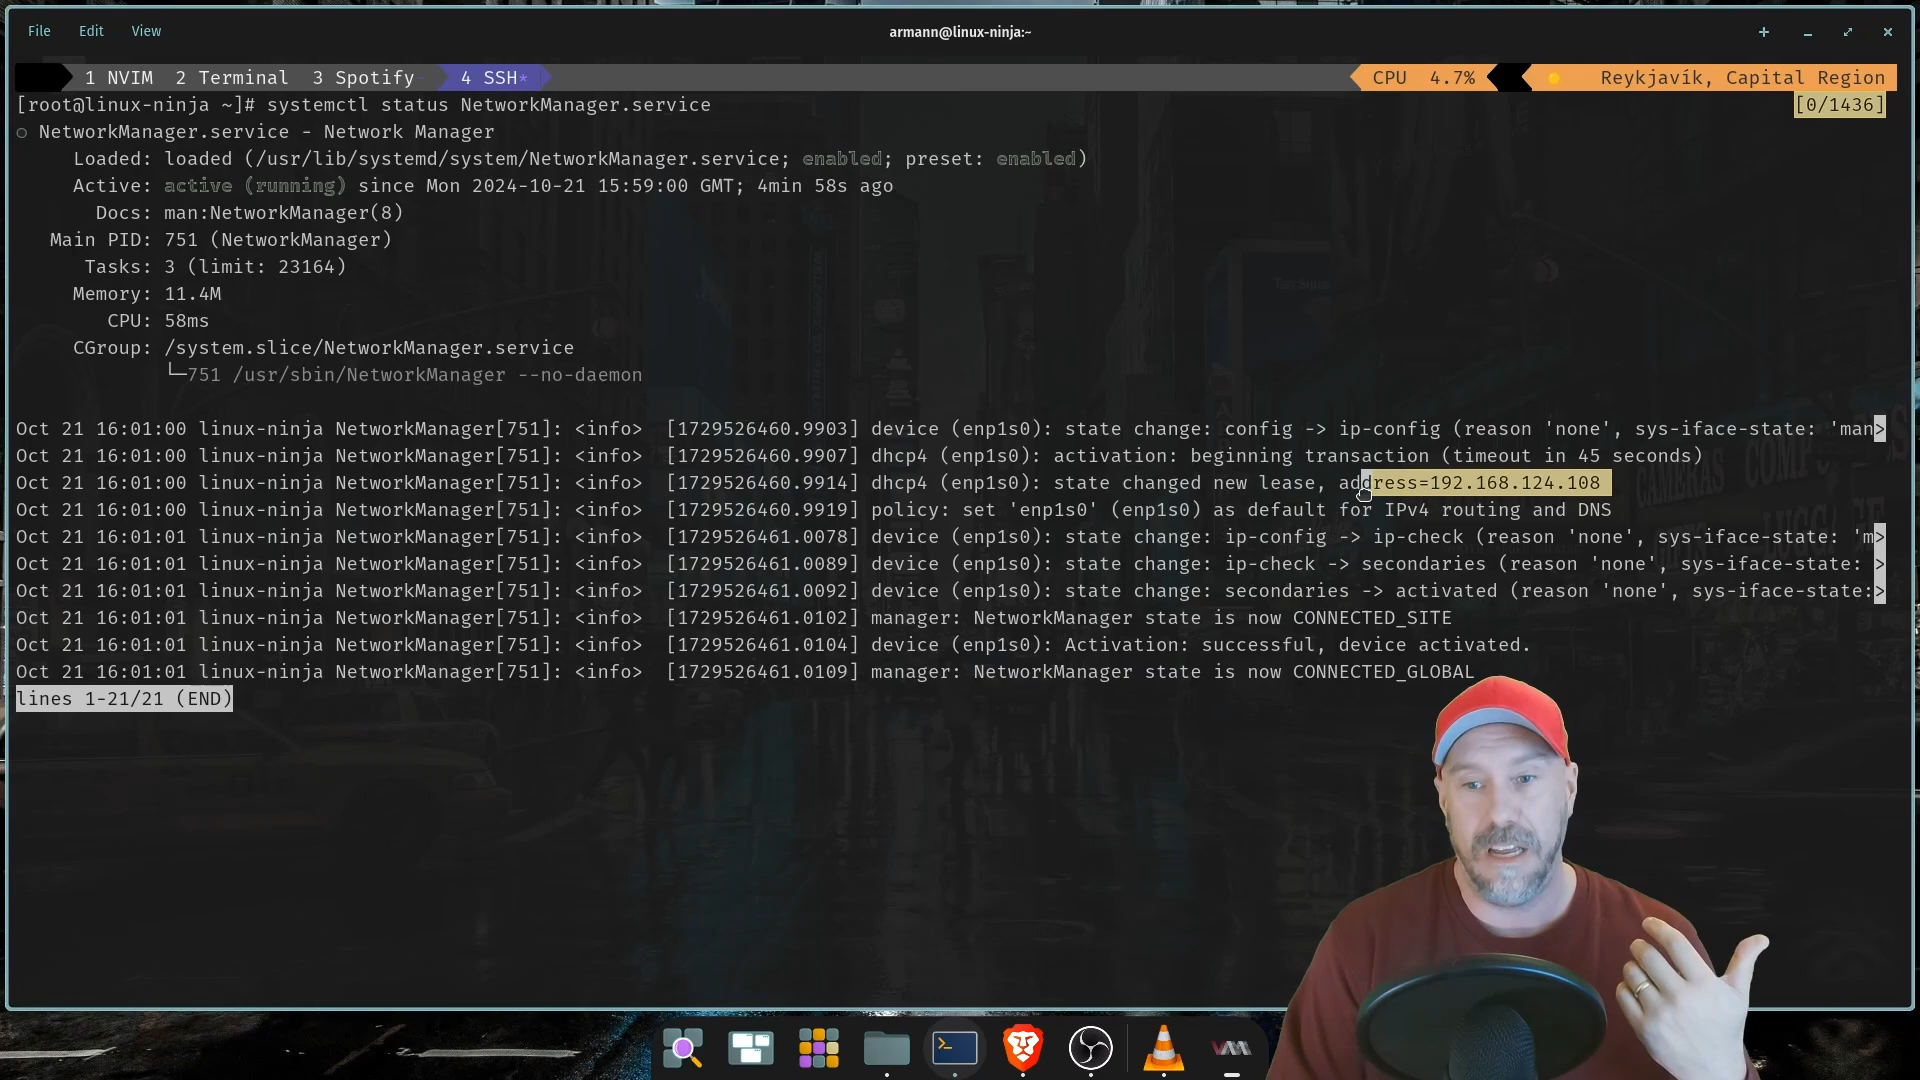 File Edit View armann@linux-ninja:~
1 NVIM 2 Terminal 3 Spotify- 4 SSH* CPU 4.7% Reykjavík, Capital Region
[root@linux-ninja ~]# systemctl status NetworkManager.service [0/1436]
○ NetworkManager.service - Network Manager
Loaded: loaded (/usr/lib/systemd/system/NetworkManager.service; enabled; preset: enabled)
Active: active (running) since Mon 2024-10-21 15:59:00 GMT; 4min 58s ago
Docs: man:NetworkManager(8)
Main PID: 751 (NetworkManager)
Tasks: 3 (limit: 23164)
Memory: 11.4M
CPU: 58ms
CGroup: /system.slice/NetworkManager.service
└─751 /usr/sbin/NetworkManager --no-daemon
Oct 21 16:01:00 linux-ninja NetworkManager[751]: <info> [1729526460.9903] device (enp1s0): state change: config -> ip-config (reason 'none', sys-iface-state: 'man>
Oct 21 16:01:00 linux-ninja NetworkManager[751]: <info> [1729526460.9907] dhcp4 (enp1s0): activation: beginning transaction (timeout in 45 seconds)
Oct 21 16:01:00 linux-ninja NetworkManager[751]: <info> [1729526460.9914] dhcp4 (enp1s0): state changed new lease, address=192.168.124.108
Oct 21 16:01:00 linux-ninja NetworkManager[751]: <info> [1729526460.9919] policy: set 'enp1s0' (enp1s0) as default for IPv4 routing and DNS
Oct 21 16:01:01 linux-ninja NetworkManager[751]: <info> [1729526461.0078] device (enp1s0): state change: ip-config -> ip-check (reason 'none', sys-iface-state: 'm>
Oct 21 16:01:01 linux-ninja NetworkManager[751]: <info> [1729526461.0089] device (enp1s0): state change: ip-check -> secondaries (reason 'none', sys-iface-state: >
Oct 21 16:01:01 linux-ninja NetworkManager[751]: <info> [1729526461.0092] device (enp1s0): state change: secondaries -> activated (reason 'none', sys-iface-state:>
Oct 21 16:01:01 linux-ninja NetworkManager[751]: <info> [1729526461.0102] manager: NetworkManager state is now CONNECTED_SITE
Oct 21 16:01:01 linux-ninja NetworkManager[751]: <info> [1729526461.0104] device (enp1s0): Activation: successful, device activated.
Oct 21 16:01:01 linux-ninja NetworkManager[751]: <info> [1729526461.0109] manager: NetworkManager state is now CONNECTED_GLOBAL
lines 1-21/21 (END)